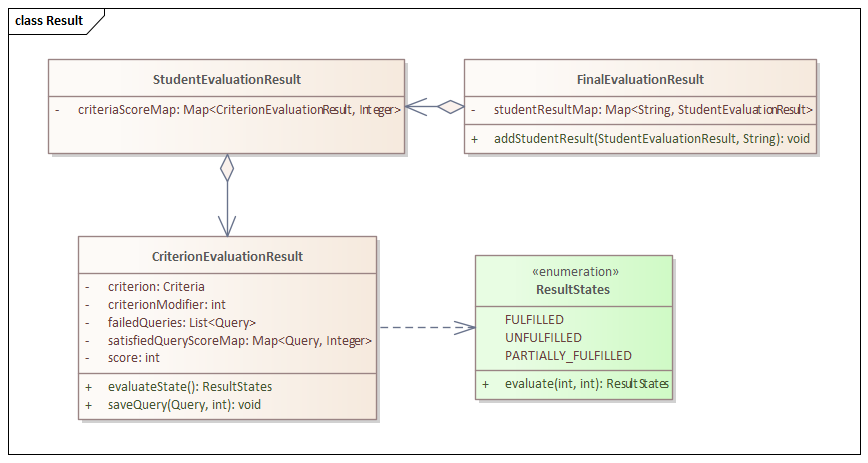 class Result
StudentEvaluationResult
- criteriaScoreMap: Map<CriterionEvaluationResult, Integer>
FinalEvaluationResult
- studentResultMap: Map<String, StudentEvaluationResult>
+ addStudentResult(StudentEvaluationResult, String): void
CriterionEvaluationResult
- criterion: Criteria
- criterionModifier: int
- failedQueries: List<Query>
- satisfiedQueryScoreMap: Map<Query, Integer>
- score: int
+ evaluateState(): ResultStates
+ saveQuery(Query, int): void
«enumeration»
ResultStates
FULFILLED
UNFULFILLED
PARTIALLY_FULFILLED
+ evaluate(int, int): ResultStates